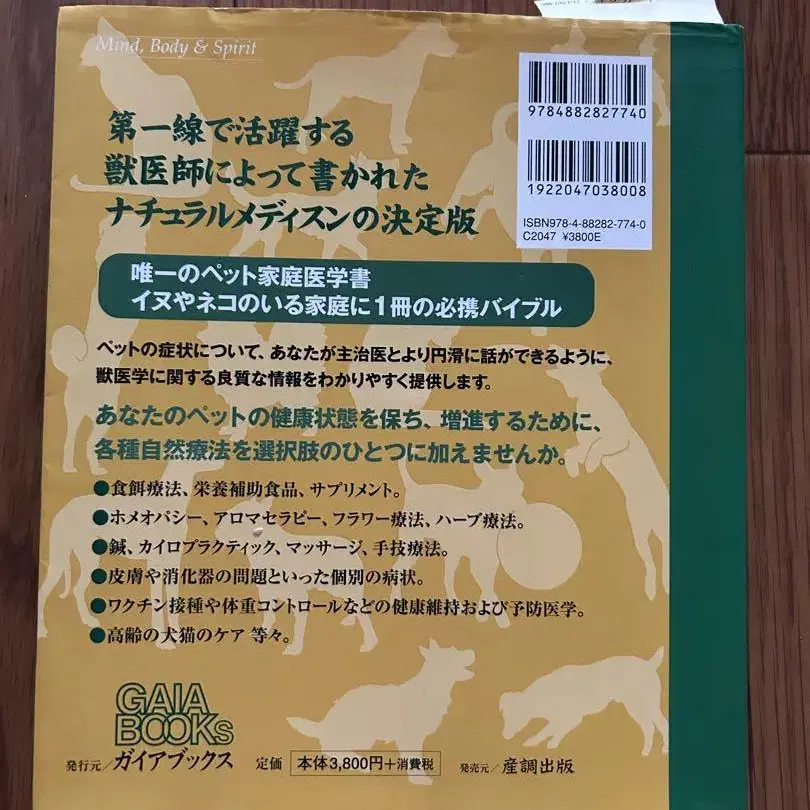 Mind, Body & Spirit
9784882827740
1922047038008
ISBN978-4-88282-774-0
C2047 ¥3800E
第一線で活躍する
獣医師によって書かれた
ナチュラルメディスンの決定版
唯一のペット家庭医学書
イヌやネコのいる家庭に1冊の必携バイブル
ペットの症状について、あなたが主治医とより円滑に話ができるように、
獣医学に関する良質な情報をわかりやすく提供します。
あなたのペットの健康状態を保ち、増進するために、
各種自然療法を選択肢のひとつに加えませんか。
●食餌療法、栄養補助食品、サプリメント。
●ホメオパシー、アロマセラピー、フラワー療法、ハーブ療法。
●鍼、カイロプラクティック、マッサージ、手技療法。
●皮膚や消化器の問題といった個別の病状。
●ワクチン接種や体重コントロールなどの健康維持および予防医学。
●高齢の犬猫のケア 等々。
GAIA
BOOKs
発行元/ガイアブックス 定価 本体3,800円+消費税 発売元/産調出版